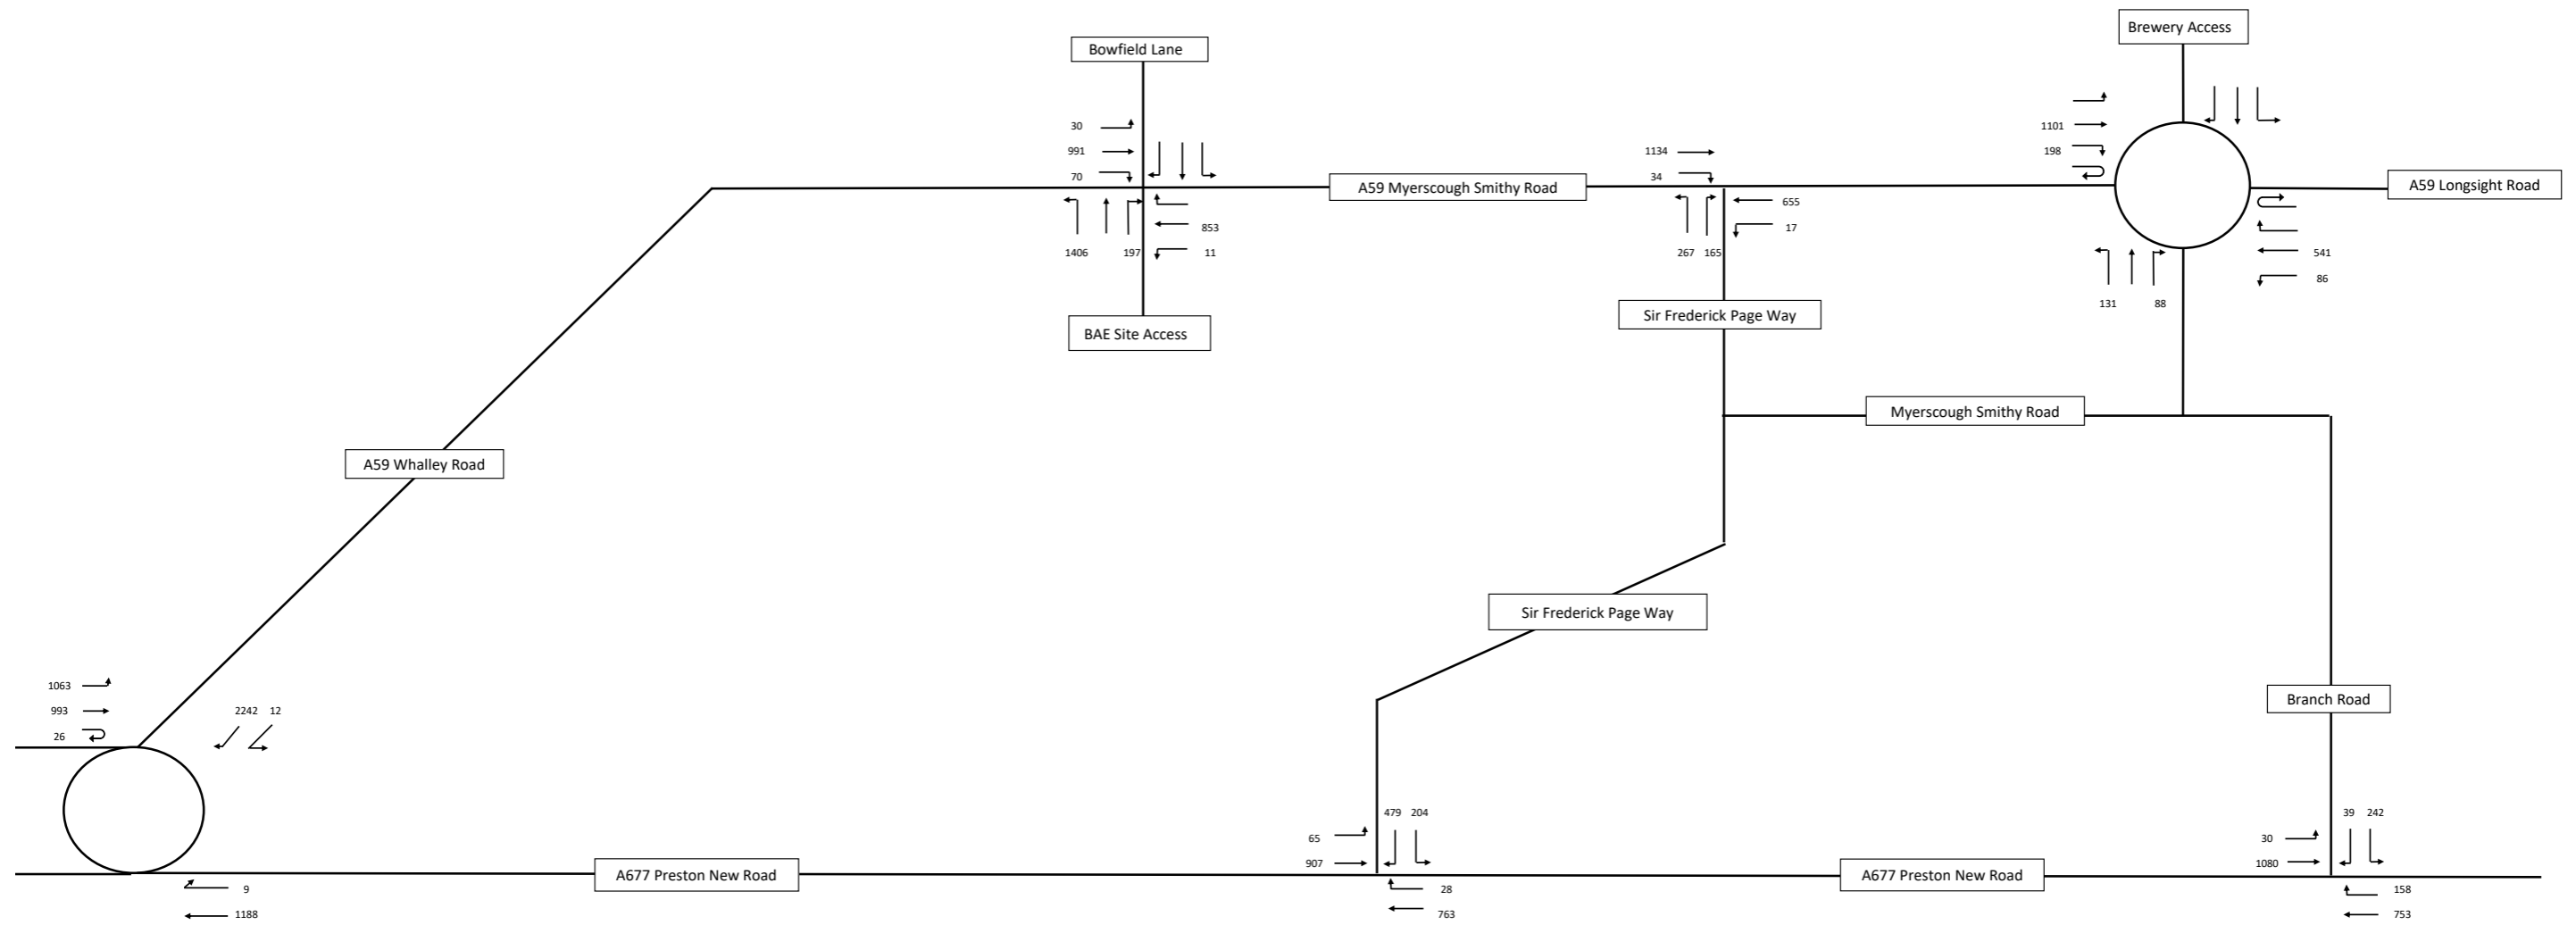 Brewery Access
Bowfield Lane
30
991
70
1406
197
853
11
A59 Myerscough Smithy Road
1134
34
267 165
655
17
1101
198
A59 Longsight Road
541
86
131
88
BAE Site Access
Sir Frederick Page Way
Myerscough Smithy Road
A59 Whalley Road
Sir Frederick Page Way
Branch Road
1063
993
26
2242 12
9
1188
A677 Preston New Road
65
907
479 204
28
763
A677 Preston New Road
30
1080
39 242
158
753